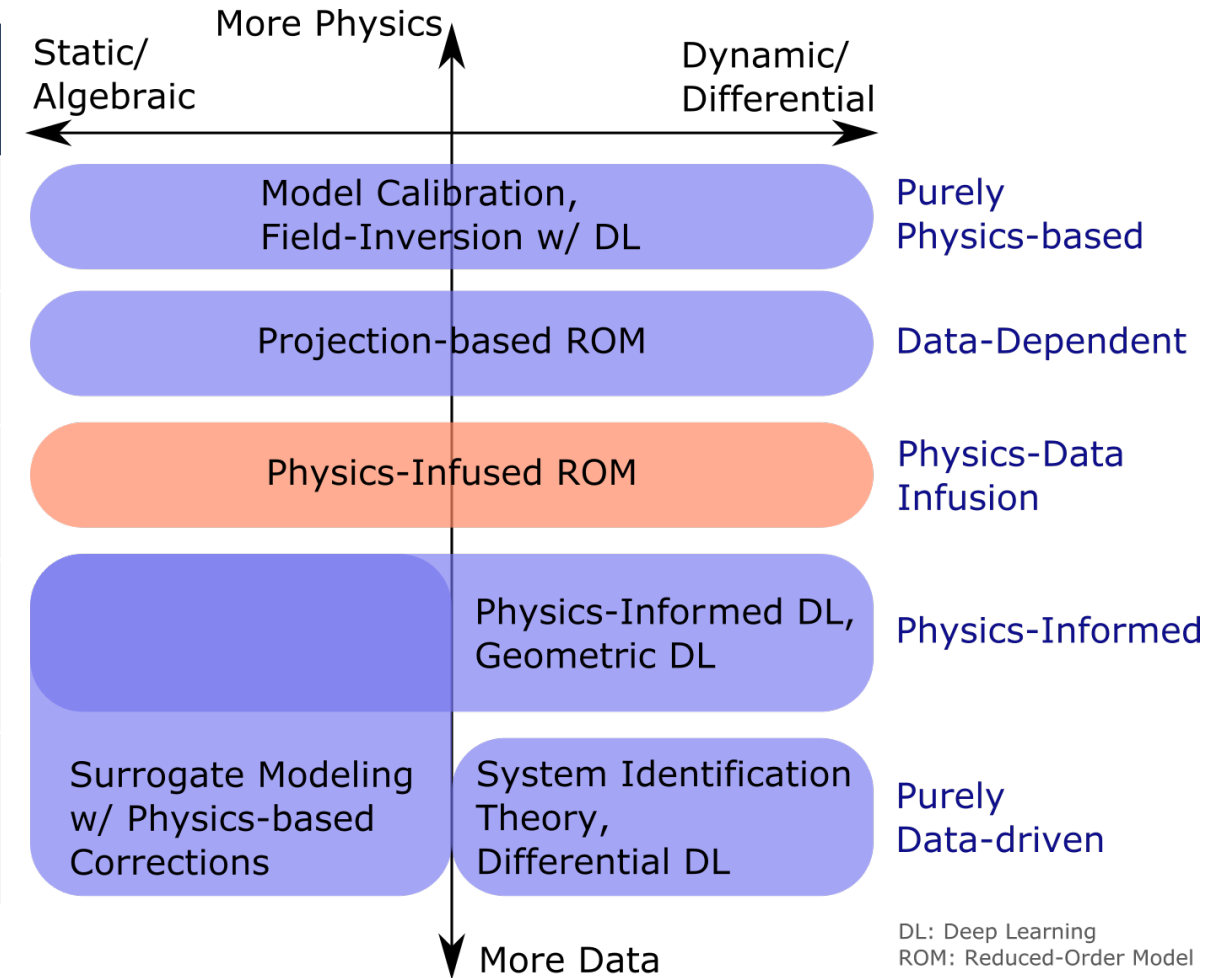 More Physics
Static/
Algebraic
Dynamic/
Differential
Model Calibration,
Field-Inversion w/ DL
Purely
Physics-based
Projection-based ROM
Data-Dependent
Physics-Infused ROM
Physics-Data
Infusion
Physics-Informed DL,
Geometric DL
Physics-Informed
Surrogate Modeling
w/ Physics-based
Corrections
System Identification
Theory,
Differential DL
Purely
Data-driven
More Data
DL: Deep Learning
ROM: Reduced-Order Model